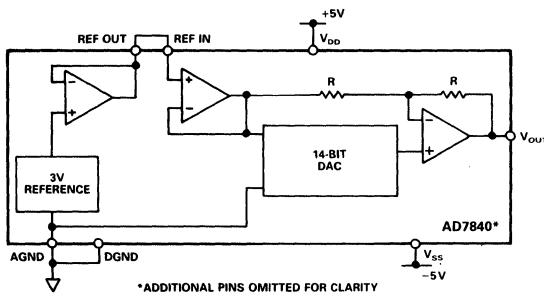 +5V
REF OUT REF IN
VDD
R R
- + - +
- +
VOUT
3V
REFERENCE
14-BIT
DAC
AD7840*
AGND DGND
VSS
-5V
*ADDITIONAL PINS OMITTED FOR CLARITY